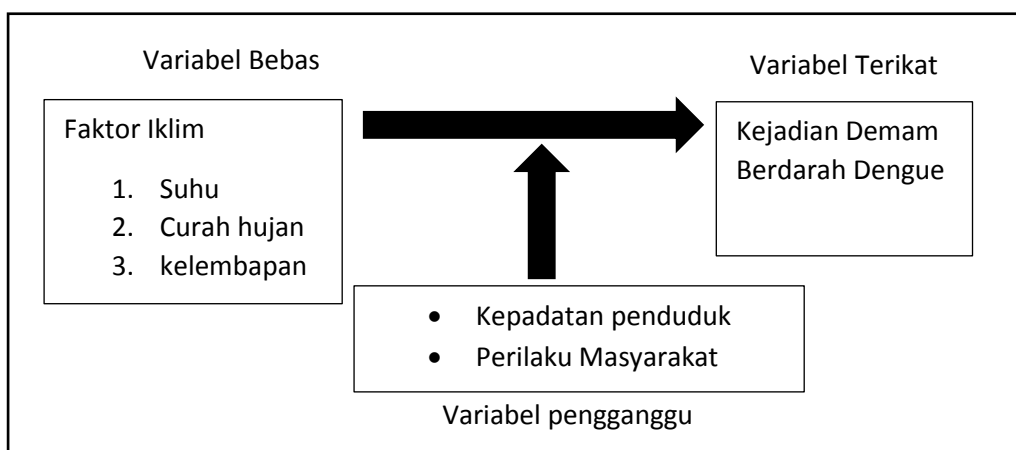 Variabel Bebas
Variabel Terikat
Faktor Iklim
1. Suhu
2. Curah hujan
3. kelembapan
Kejadian Demam
Berdarah Dengue
• Kepadatan penduduk
• Perilaku Masyarakat
Variabel pengganggu